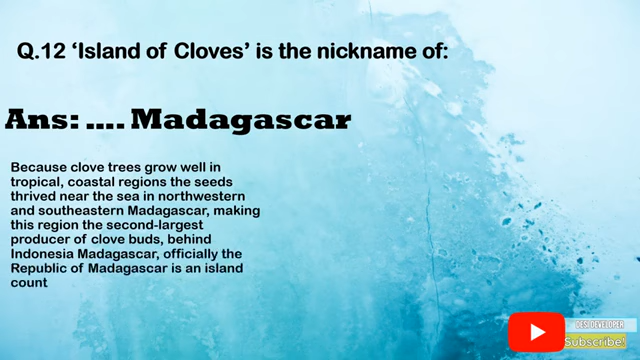 Q.12 ‘Island of Cloves’ is the nickname of:
Ans: .... Madagascar
Because clove trees grow well in
tropical, coastal regions the seeds
thrived near the sea in northwestern
and southeastern Madagascar, making
this region the second-largest
producer of clove buds, behind
Indonesia Madagascar, officially the
Republic of Madagascar is an island
count
DESI DEVELOPER
Subscribe!